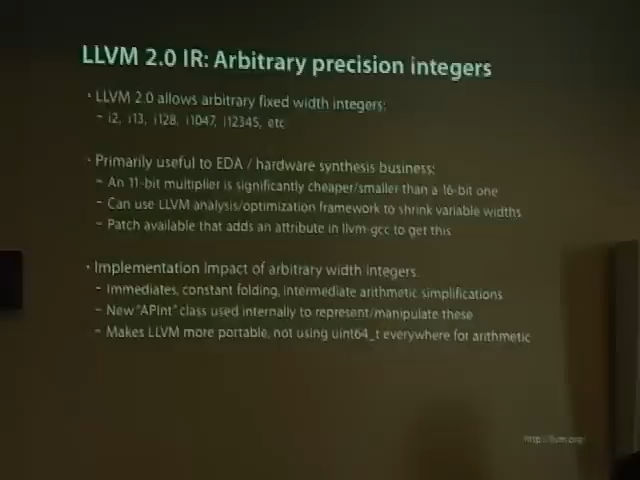 LLVM 2.0 IR: Arbitrary precision integers
· LLVM 2.0 allows arbitrary fixed width integers:
– i2, i13, i128, i1047, i12345, etc
· Primarily useful to EDA / hardware synthesis business:
– An 11-bit multiplier is significantly cheaper/smaller than a 16-bit one
– Can use LLVM analysis/optimization framework to shrink variable widths
– Patch available that adds an attribute in llvm-gcc to get this
· Implementation impact of arbitrary width integers:
– Immediates, constant folding, intermediate arithmetic simplifications
– New "APInt" class used internally to represent/manipulate these
– Makes LLVM more portable, not using uint64_t everywhere for arithmetic
http://llvm.org/